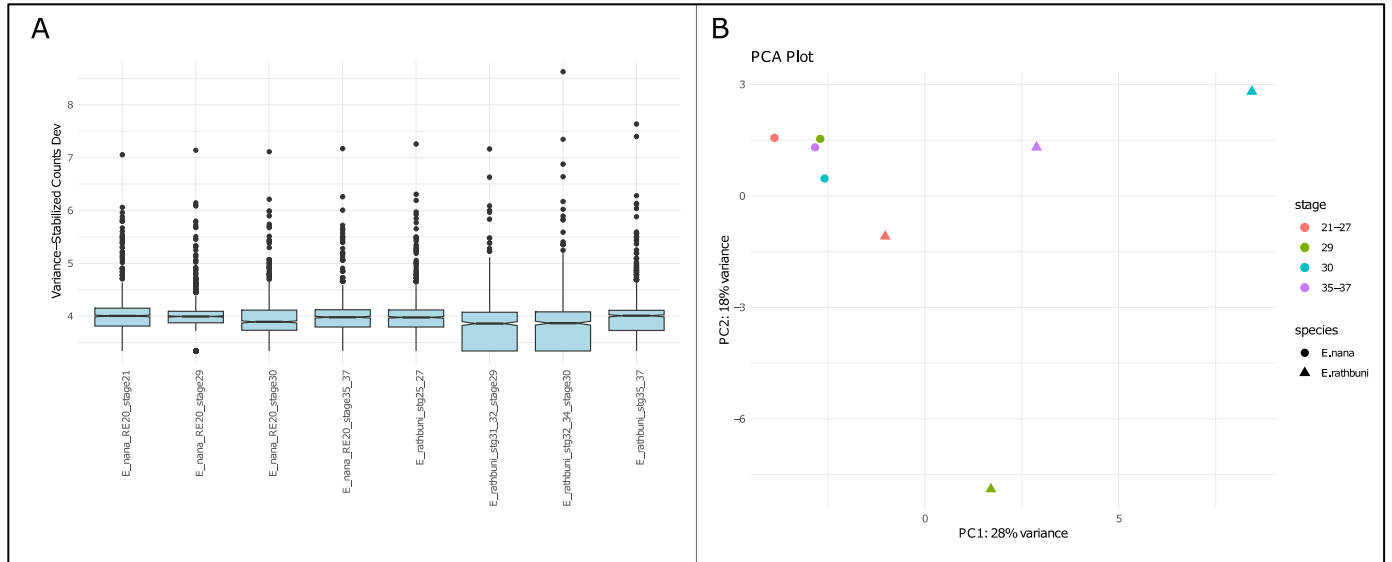 A
Variance−Stabilized Counts Dev
8
7
6
5
4
E_nana_RE20_stage21
E_nana_RE20_stage29
E_nana_RE20_stage30
E_nana_RE20_stage35_37
E_rathbuni_stg25_27
E_rathbuni_stg31_32_stage29
E_rathbuni_stg32_34_stage30
E_rathbuni_stg35_37
B
PCA Plot
PC2: 18% variance
3
0
−3
−6
0
5
PC1: 28% variance
stage
21−27
29
30
35−37
species
E.nana
E.rathbuni